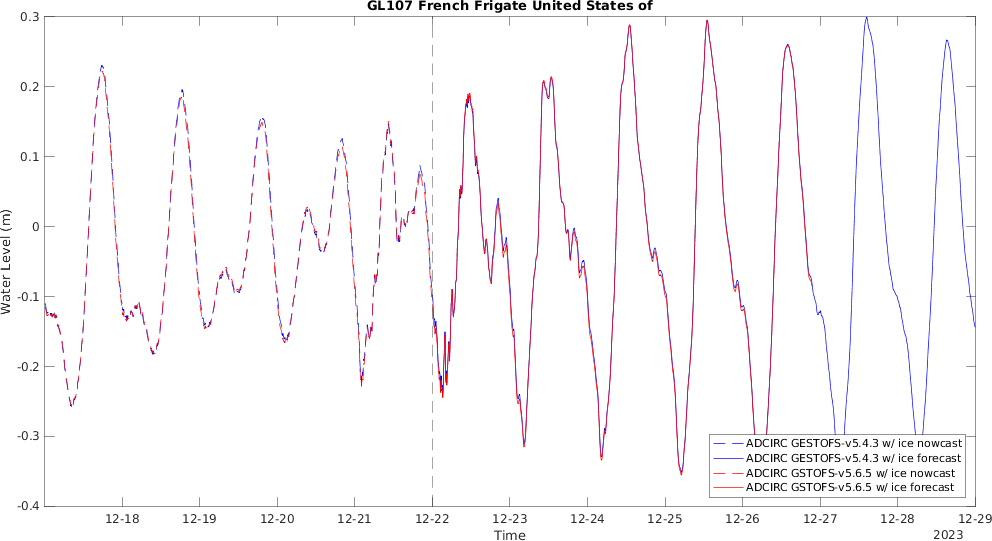 GL107 French Frigate United States of
Water Level (m)
0.3
0.2
0.1
0
-0.1
-0.2
-0.3
-0.4
ADCIRC GESTOFS-v5.4.3 w/ ice nowcast
ADCIRC GESTOFS-v5.4.3 w/ ice forecast
ADCIRC GSTOFS-v5.6.5 w/ ice nowcast
ADCIRC GSTOFS-v5.6.5 w/ ice forecast
12-18 12-19 12-20 12-21 12-22 12-23 12-24 12-25 12-26 12-27 12-28 12-29
Time
2023